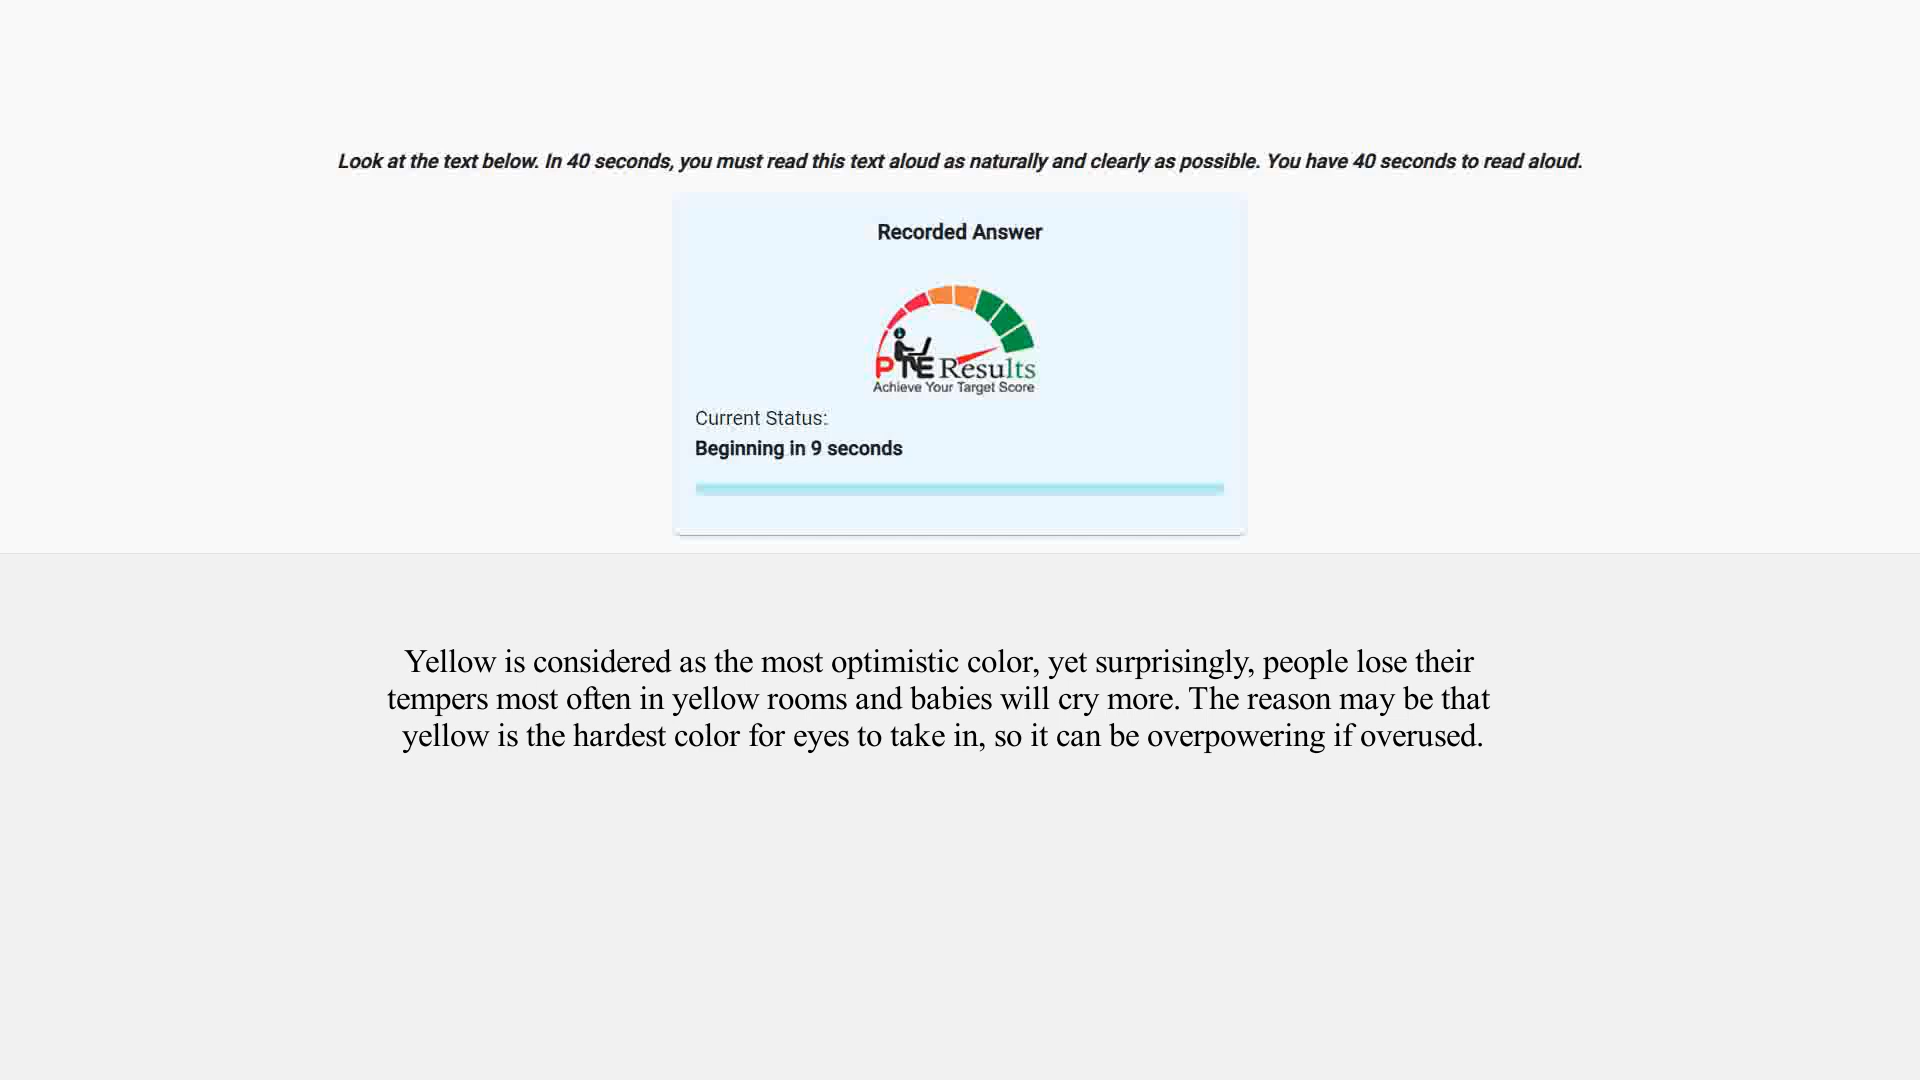 Look at the text below. In 40 seconds, you must read this text aloud as naturally and clearly as possible. You have 40 seconds to read aloud.
Recorded Answer
PTE Results
Achieve Your Target Score
Current Status:
Beginning in 9 seconds
Yellow is considered as the most optimistic color, yet surprisingly, people lose their
tempers most often in yellow rooms and babies will cry more. The reason may be that
yellow is the hardest color for eyes to take in, so it can be overpowering if overused.